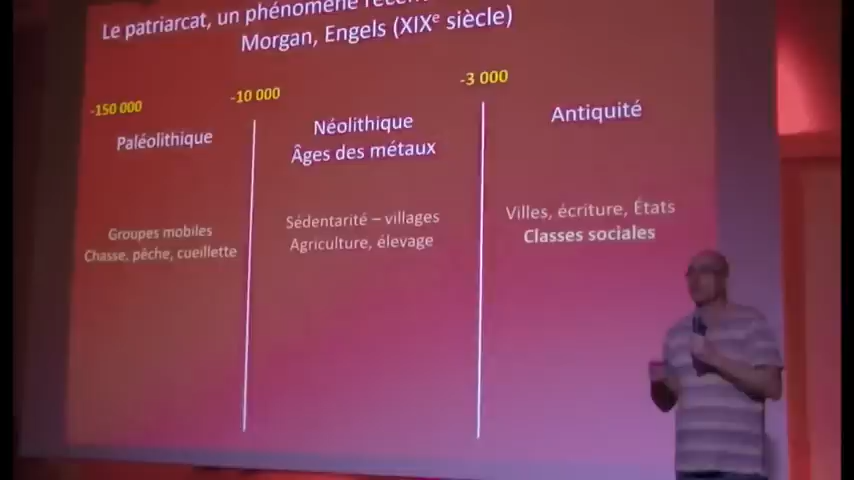 Le patriarcat, un phénomène
Morgan, Engels (XIXe siècle)
-150 000
-10 000
-3 000
Paléolithique
Néolithique
Âges des métaux
Antiquité
Groupes mobiles
Chasse, pêche, cueillette
Sédentarité – villages
Agriculture, élevage
Villes, écriture, États
Classes sociales